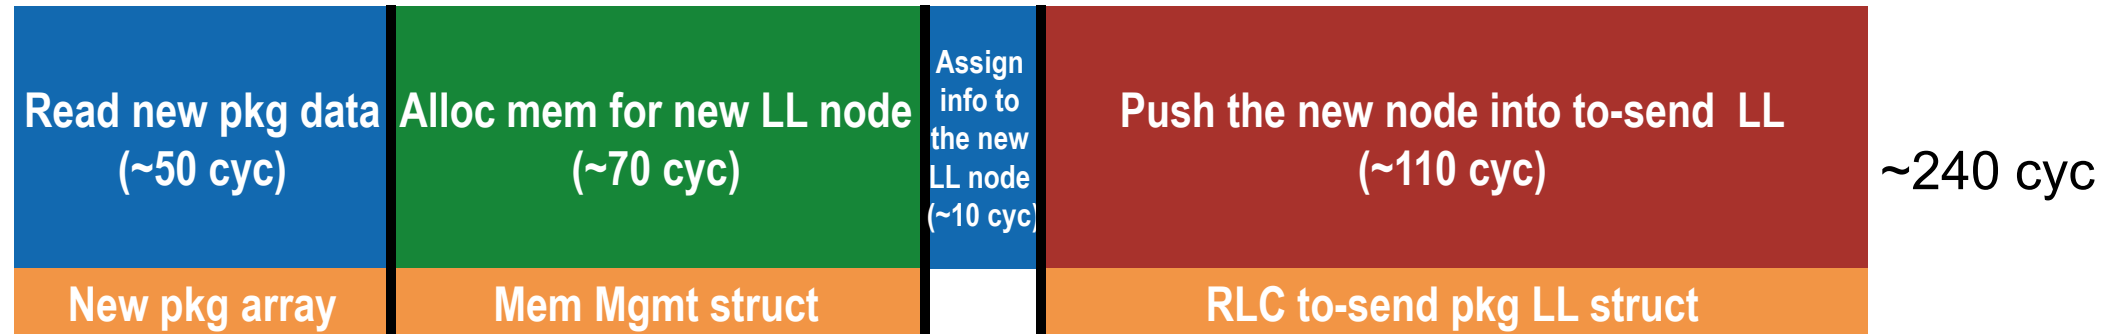 Read new pkg data
(~50 cyc)
Alloc mem for new LL node
(~70 cyc)
Assign
info to
the new
LL node
(~10 cyc)
Push the new node into to-send LL
(~110 cyc)
~240 cyc
New pkg array
Mem Mgmt struct
RLC to-send pkg LL struct